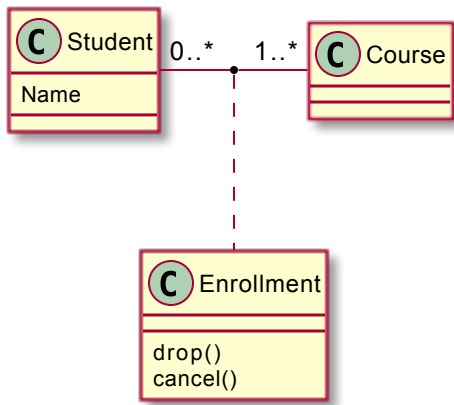 C Student
0..*
1..*
C Course
Name
C Enrollment
drop()
cancel()